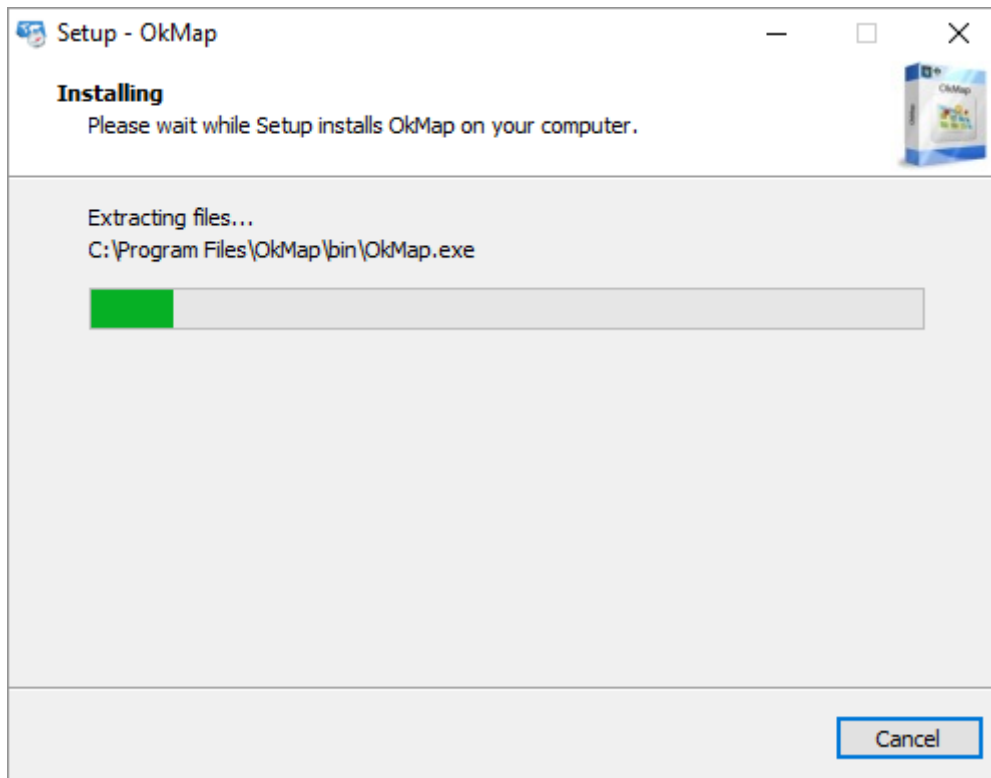 Setup - OkMap
Installing
Please wait while Setup installs OkMap on your computer.
OkMap
Extracting files...
C:\Program Files\OkMap\bin\OkMap.exe
Cancel